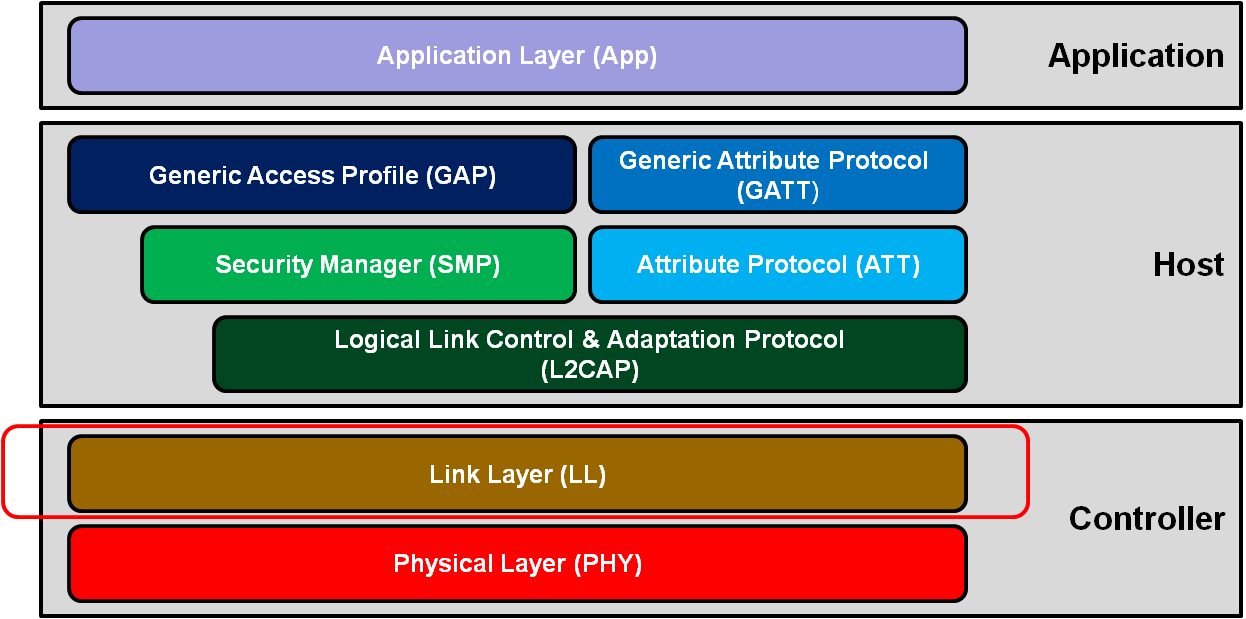 Application Layer (App)
Application
Generic Access Profile (GAP)
Generic Attribute Protocol
(GATT)
Security Manager (SMP)
Attribute Protocol (ATT)
Host
Logical Link Control & Adaptation Protocol
(L2CAP)
Link Layer (LL)
Controller
Physical Layer (PHY)